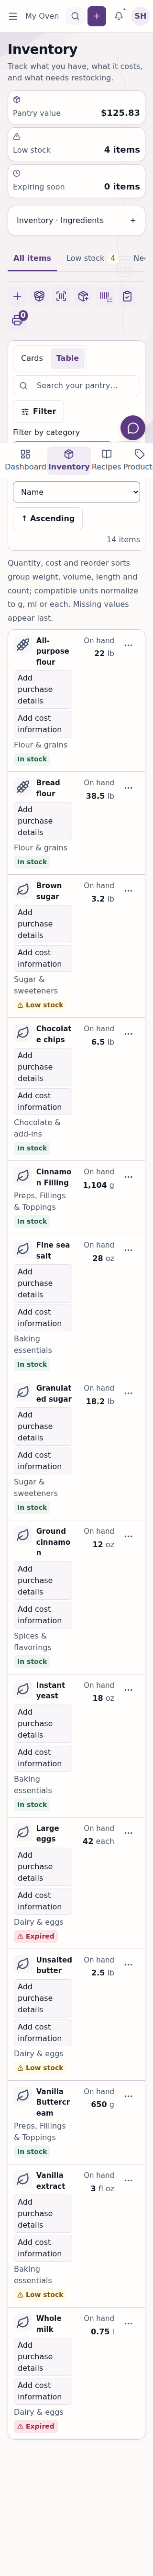 My Oven
SH
Inventory
Track what you have, what it costs,
and what needs restocking.
Pantry value
$125.83
Low stock
4 items
Expiring soon
0 items
Inventory · Ingredients
+
All items
Low stock
4
0
Cards
Table
Search your pantry…
Filter
Filter by category
Dashboard
Inventory
Recipes
Name
↑ Ascending
14 items
Quantity, cost and reorder sorts
group weight, volume, length and
count; compatible units normalize
to g, ml or each. Missing values
appear last.
All-
purpose
flour
On hand
22 lb
Add
purchase
details
Add cost
information
Flour & grains
In stock
Bread
flour
On hand
38.5 lb
Add
purchase
details
Add cost
information
Flour & grains
In stock
Brown
sugar
On hand
3.2 lb
Add
purchase
details
Add cost
information
Sugar &
sweeteners
Low stock
Chocolat
e chips
On hand
6.5 lb
Add
purchase
details
Add cost
information
Chocolate &
add-ins
In stock
Cinnamo
n Filling
On hand
1,104 g
Preps, Fillings
& Toppings
In stock
Fine sea
salt
On hand
28 oz
Add
purchase
details
Add cost
information
Baking
essentials
In stock
Granulat
ed sugar
On hand
18.2 lb
Add
purchase
details
Add cost
information
Sugar &
sweeteners
In stock
Ground
cinnamo
n
On hand
12 oz
Add
purchase
details
Add cost
information
Spices &
flavorings
In stock
Instant
yeast
On hand
18 oz
Add
purchase
details
Add cost
information
Baking
essentials
In stock
Large
eggs
On hand
42 each
Add
purchase
details
Add cost
information
Dairy & eggs
Expired
Unsalted
butter
On hand
2.5 lb
Add
purchase
details
Add cost
information
Dairy & eggs
Low stock
Vanilla
Buttercr
eam
On hand
650 g
Preps, Fillings
& Toppings
In stock
Vanilla
extract
On hand
3 fl oz
Add
purchase
details
Add cost
information
Baking
essentials
Low stock
Whole
milk
On hand
0.75 l
Add
purchase
details
Add cost
information
Dairy & eggs
Expired